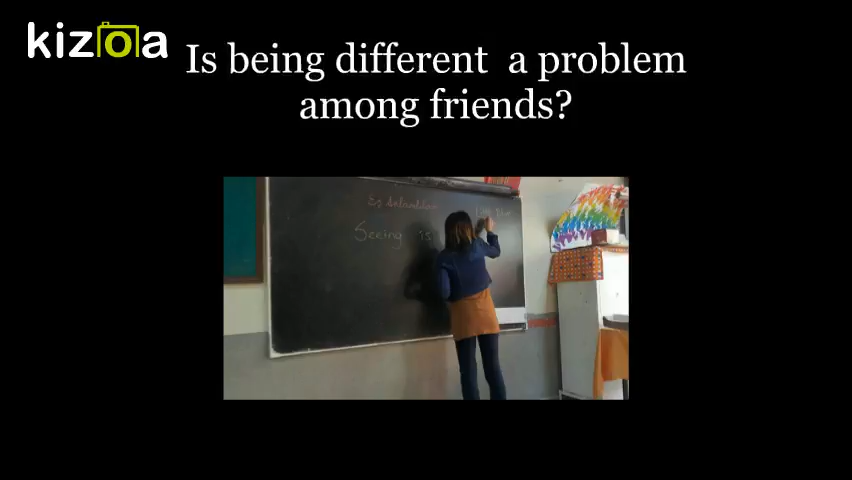 kizoa
Is being different a problem
among friends?
Seeing is